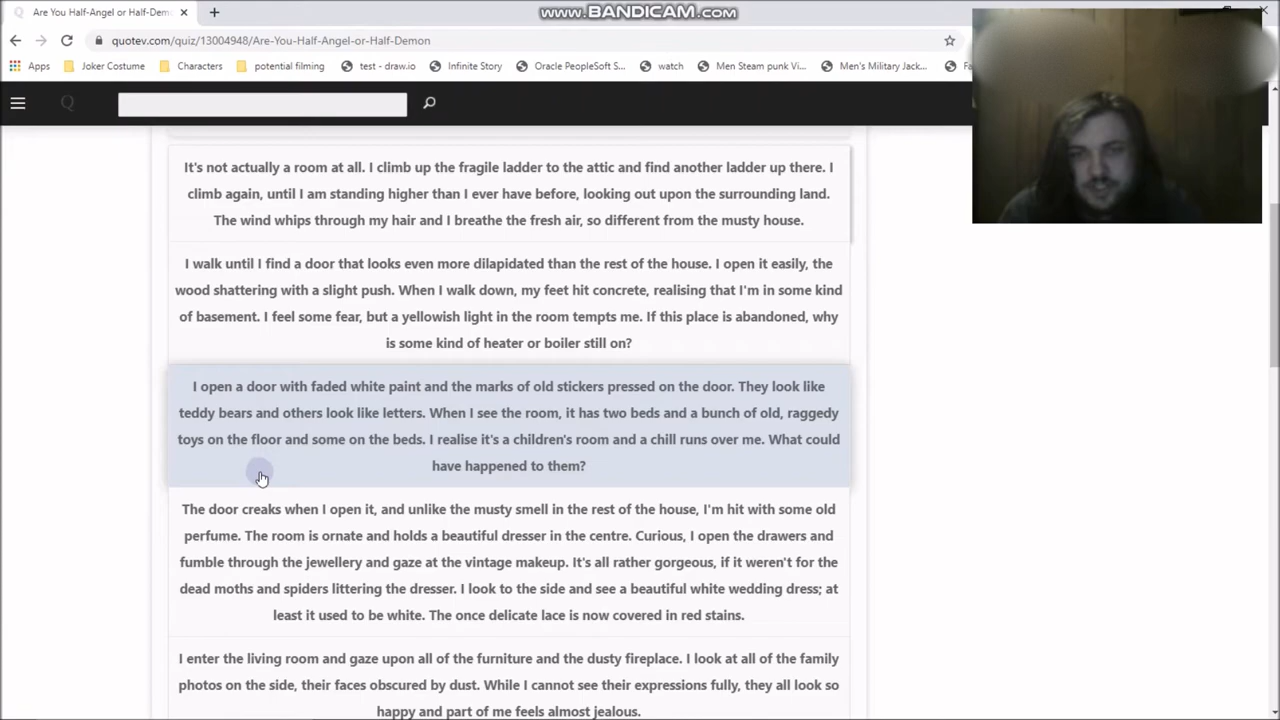 Are You Half-Angel or Half-Dem
www.BANDICAM.com
quotev.com/quiz/13004948/Are-You-Half-Angel-or-Half-Demon
Apps Joker Costume Characters potential filming test - draw.io Infinite Story Oracle PeopleSoft S... watch Men Steam punk Vi... Men's Military Jack...
It's not actually a room at all. I climb up the fragile ladder to the attic and find another ladder up there. I
climb again, until I am standing higher than I ever have before, looking out upon the surrounding land.
The wind whips through my hair and I breathe the fresh air, so different from the musty house.
I walk until I find a door that looks even more dilapidated than the rest of the house. I open it easily, the
wood shattering with a slight push. When I walk down, my feet hit concrete, realising that I'm in some kind
of basement. I feel some fear, but a yellowish light in the room tempts me. If this place is abandoned, why
is some kind of heater or boiler still on?
I open a door with faded white paint and the marks of old stickers pressed on the door. They look like
teddy bears and others look like letters. When I see the room, it has two beds and a bunch of old, raggedy
toys on the floor and some on the beds. I realise it's a children's room and a chill runs over me. What could
have happened to them?
The door creaks when I open it, and unlike the musty smell in the rest of the house, I'm hit with some old
perfume. The room is ornate and holds a beautiful dresser in the centre. Curious, I open the drawers and
fumble through the jewellery and gaze at the vintage makeup. It's all rather gorgeous, if it weren't for the
dead moths and spiders littering the dresser. I look to the side and see a beautiful white wedding dress; at
least it used to be white. The once delicate lace is now covered in red stains.
I enter the living room and gaze upon all of the furniture and the dusty fireplace. I look at all of the family
photos on the side, their faces obscured by dust. While I cannot see their expressions fully, they all look so
happy and part of me feels almost jealous.